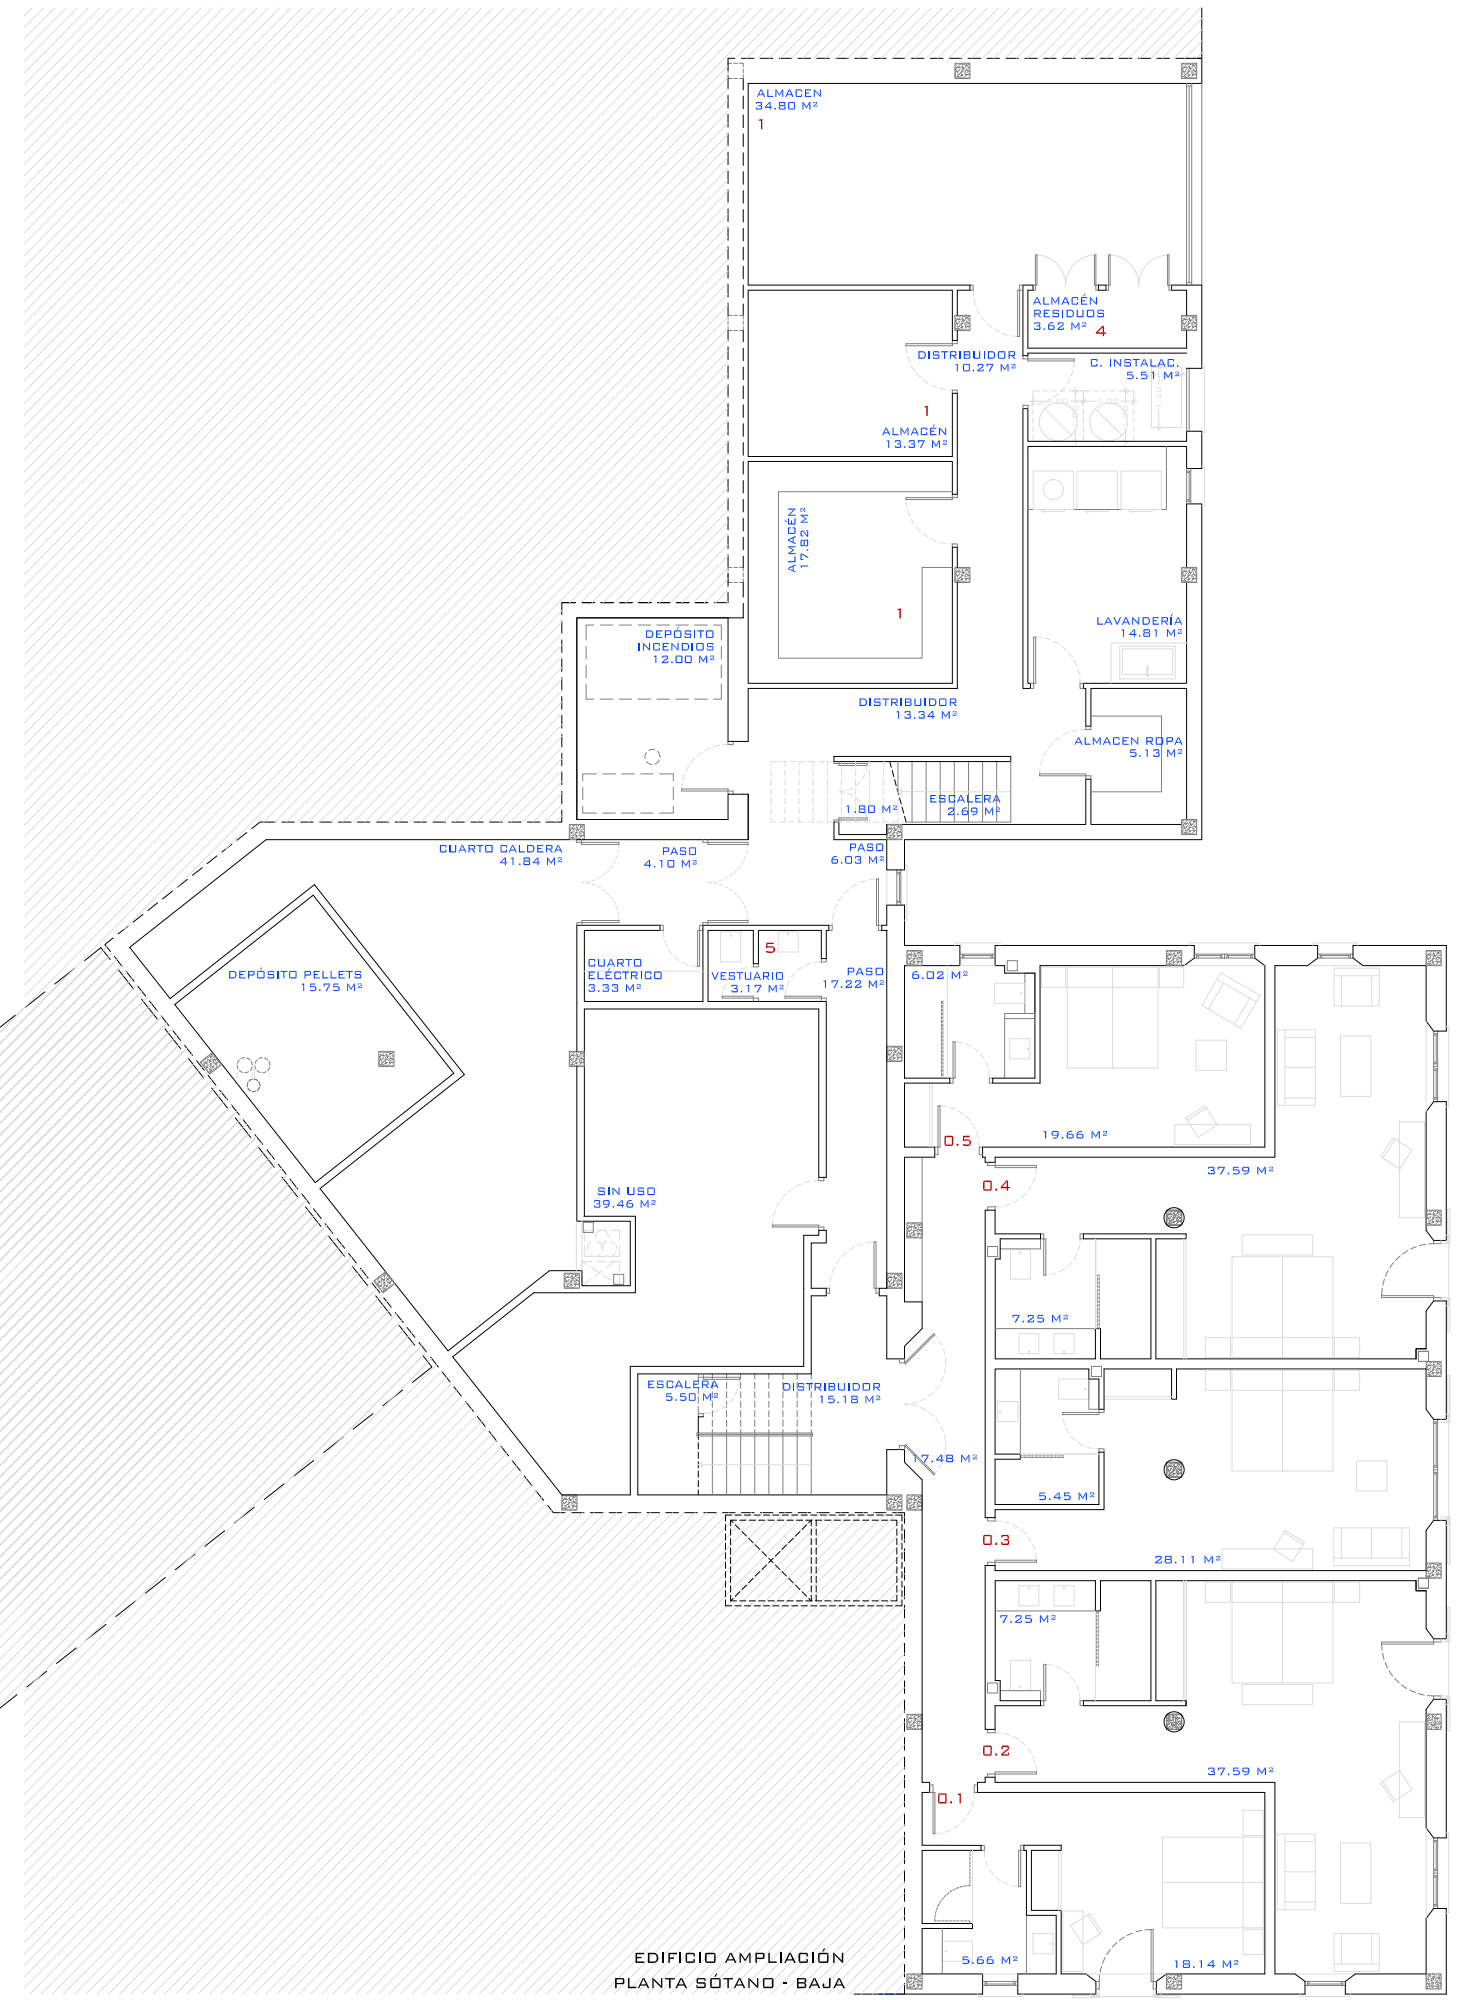 ALMACEN
34.80 M²
1
ALMACÉN
RESIDUOS
3.62 M²
4
DISTRIBUIDOR
10.27 M²
C. INSTALAC.
5.51 M²
1
ALMACÉN
13.37 M²
ALMACÉN
17.82 M²
1
LAVANDERÍA
14.81 M²
DEPÓSITO
INCENDIOS
12.00 M²
DISTRIBUIDOR
13.34 M²
ALMACEN ROPA
5.13 M²
ESCALERA
2.69 M²
1.80 M²
CUARTO CALDERA
41.84 M²
PASO
4.10 M²
PASO
6.03 M²
5
DEPÓSITO PELLETS
15.75 M²
CUARTO
ELÉCTRICO
3.33 M²
VESTUARIO
3.17 M²
PASO
17.22 M²
6.02 M²
19.66 M²
0.5
37.59 M²
0.4
SIN USO
39.46 M²
7.25 M²
ESCALERA
5.50 M²
DISTRIBUIDOR
15.18 M²
17.48 M²
5.45 M²
0.3
28.11 M²
7.25 M²
0.2
37.59 M²
0.1
5.66 M²
18.14 M²
EDIFICIO AMPLIACIÓN
PLANTA SÓTANO - BAJA